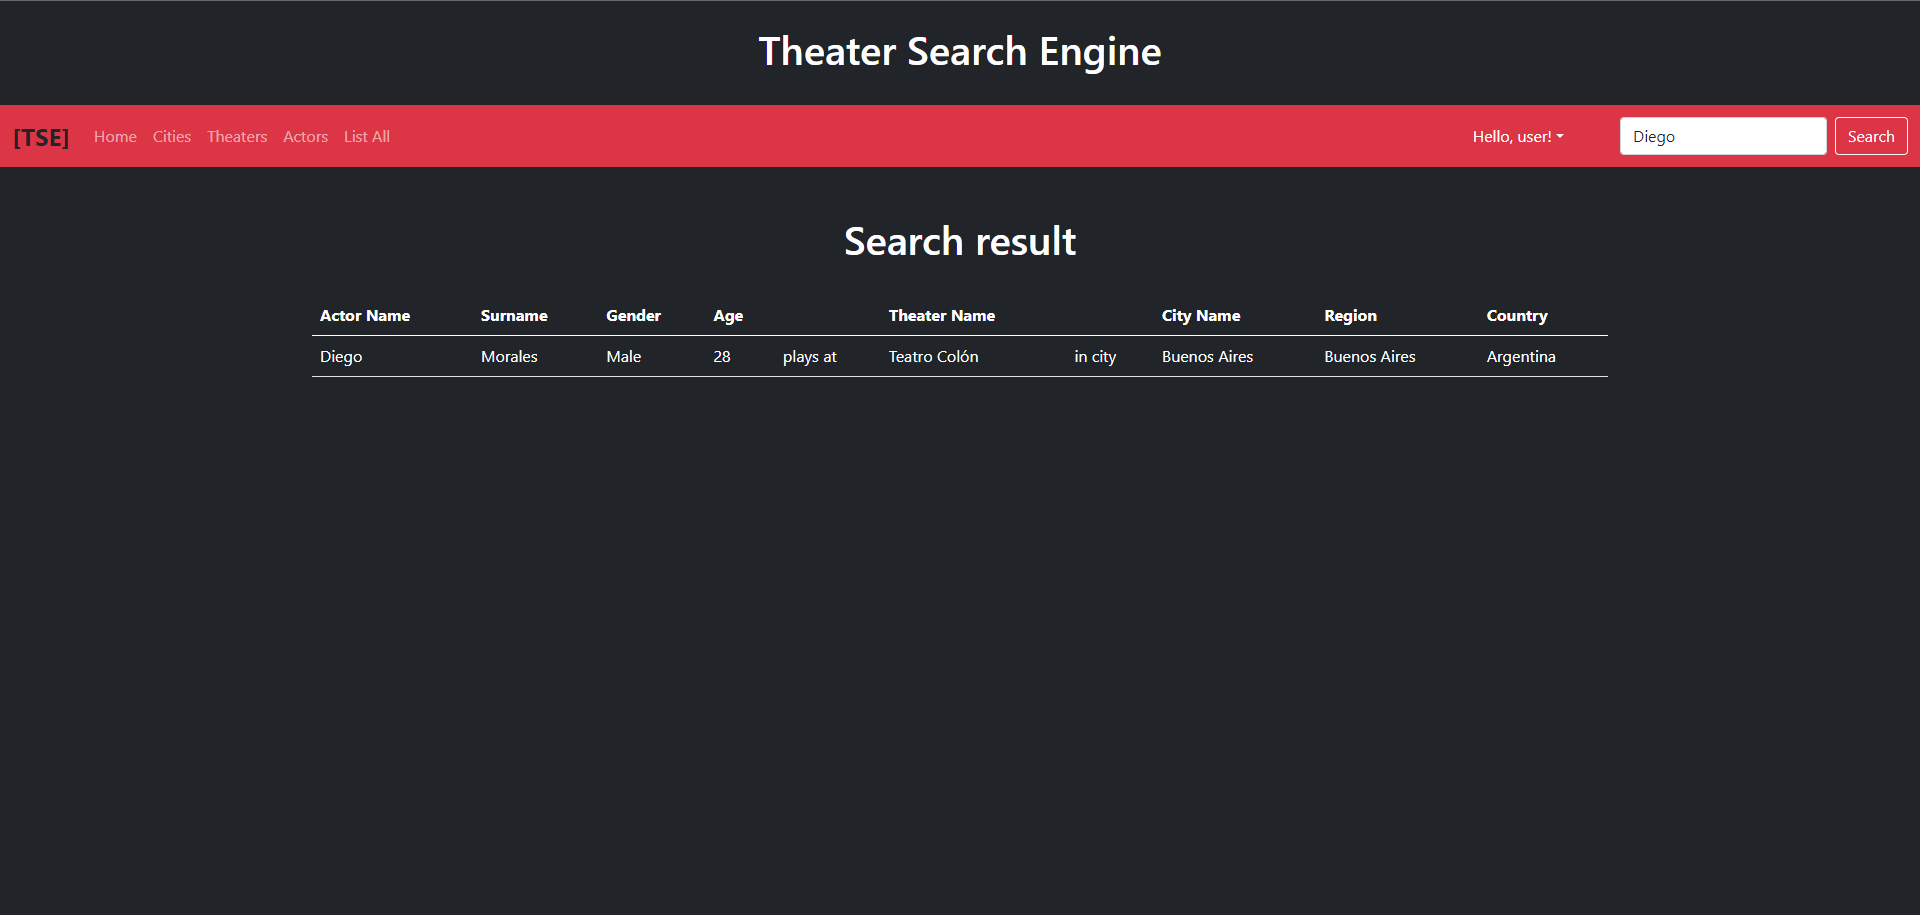 Theater Search Engine
[TSE] Home Cities Theaters Actors List All Hello, user! Diego Search
Search result
Actor Name Surname Gender Age Theater Name City Name Region Country
Diego Morales Male 28 plays at Teatro Colón in city Buenos Aires Buenos Aires Argentina